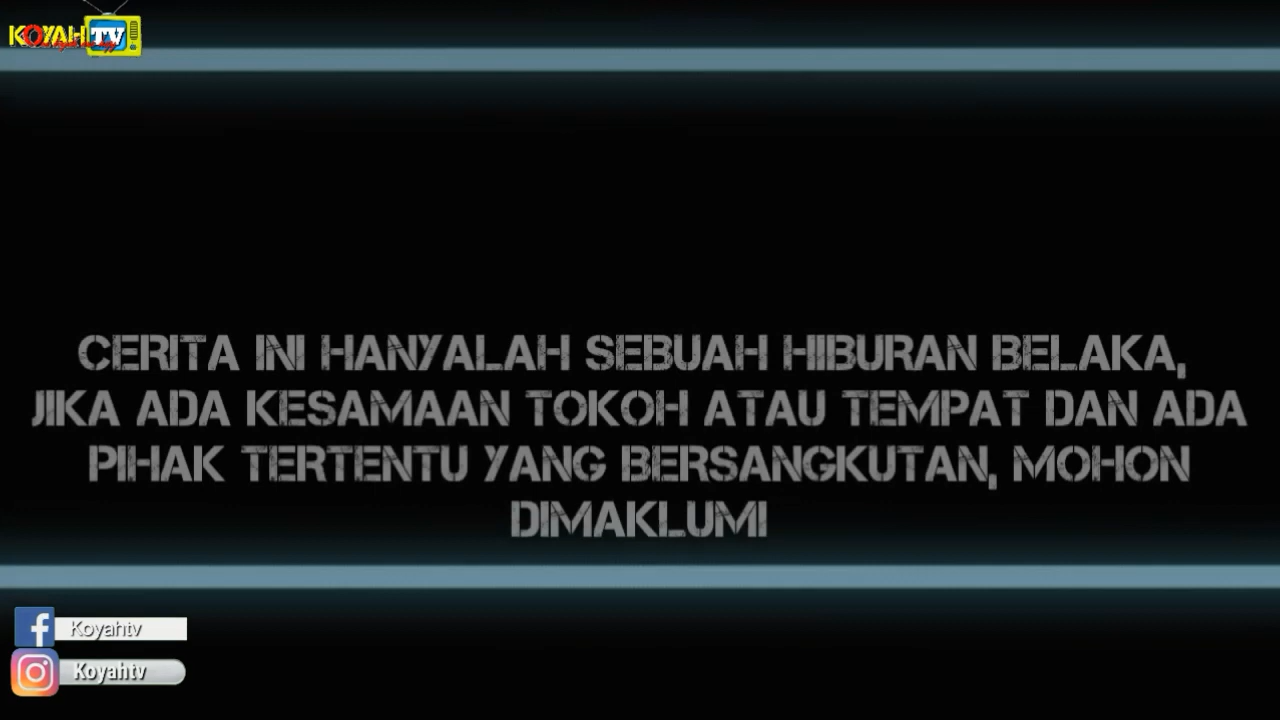 KOYAH TV
CERITA INI HANYALAH SEBUAH HIBURAN BELAKA,
JIKA ADA KESAMAAN TOKOH ATAU TEMPAT DAN ADA
PIHAK TERTENTU YANG BERSANGKUTAN, MOHON
DIMAKLUMI
Koyahtv
Koyahtv